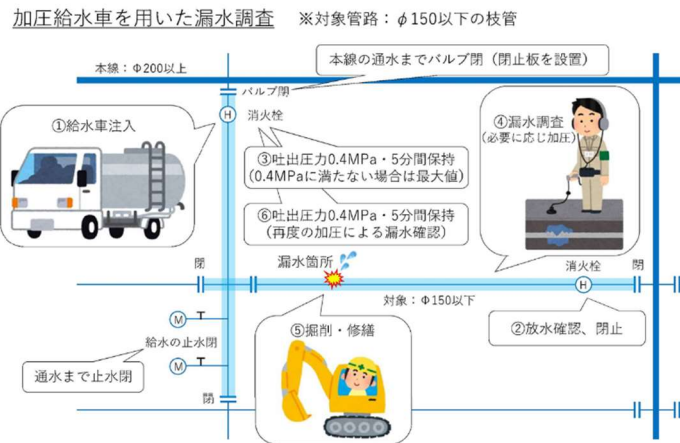 加圧給水車を用いた漏水調査　※対象管路：φ150以下の枝管
本線の通水までバルブ閉（閉止板を設置）
本線：Φ200以上
バルブ閉
H
消火栓
①給水車注入
③吐出圧力0.4MPa・5分間保持
(0.4MPaに満たない場合は最大値)
⑥吐出圧力0.4MPa・5分間保持
（再度の加圧による漏水確認）
④漏水調査
(必要に応じ加圧)
閉
漏水箇所
消火栓
閉
H
対象：Φ150以下
M
給水の止水閉
M
⑤掘削・修繕
②放水確認、閉止
通水まで止水閉
閉